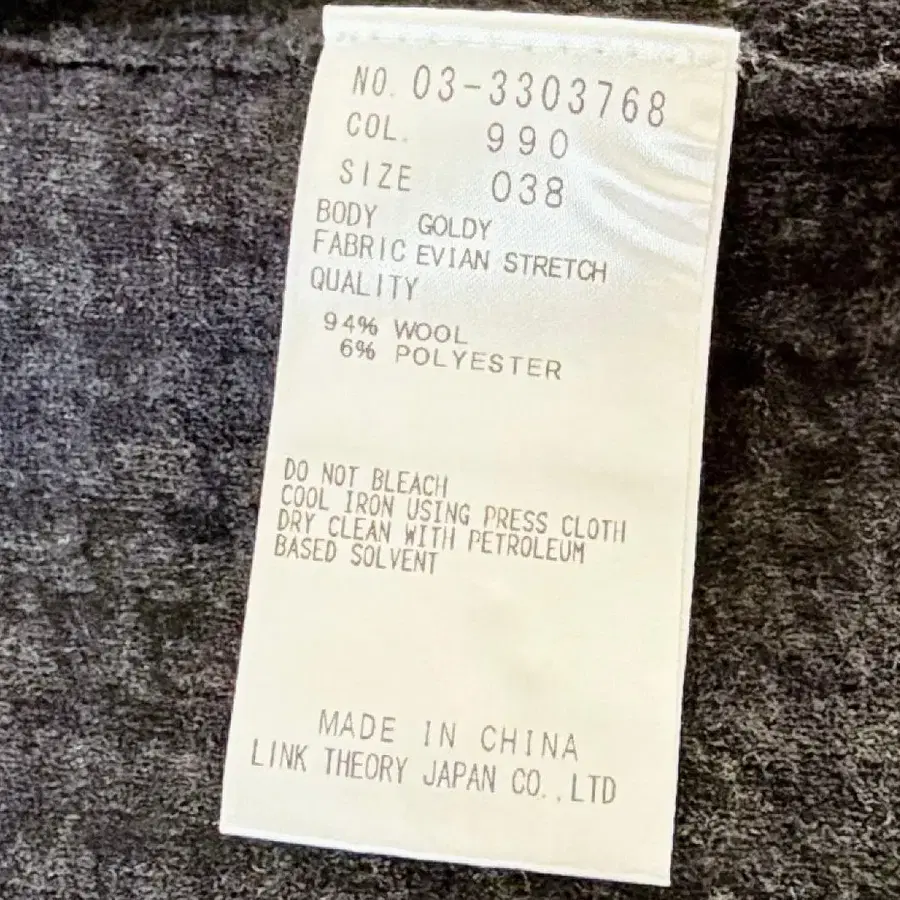 NO. 03-3303768
COL. 990
SIZE 038
BODY GOLDY
FABRIC EVIAN STRETCH
QUALITY
94% WOOL
6% POLYESTER
DO NOT BLEACH
COOL IRON USING PRESS CLOTH
DRY CLEAN WITH PETROLEUM
BASED SOLVENT
MADE IN CHINA
LINK THEORY JAPAN CO.,LTD